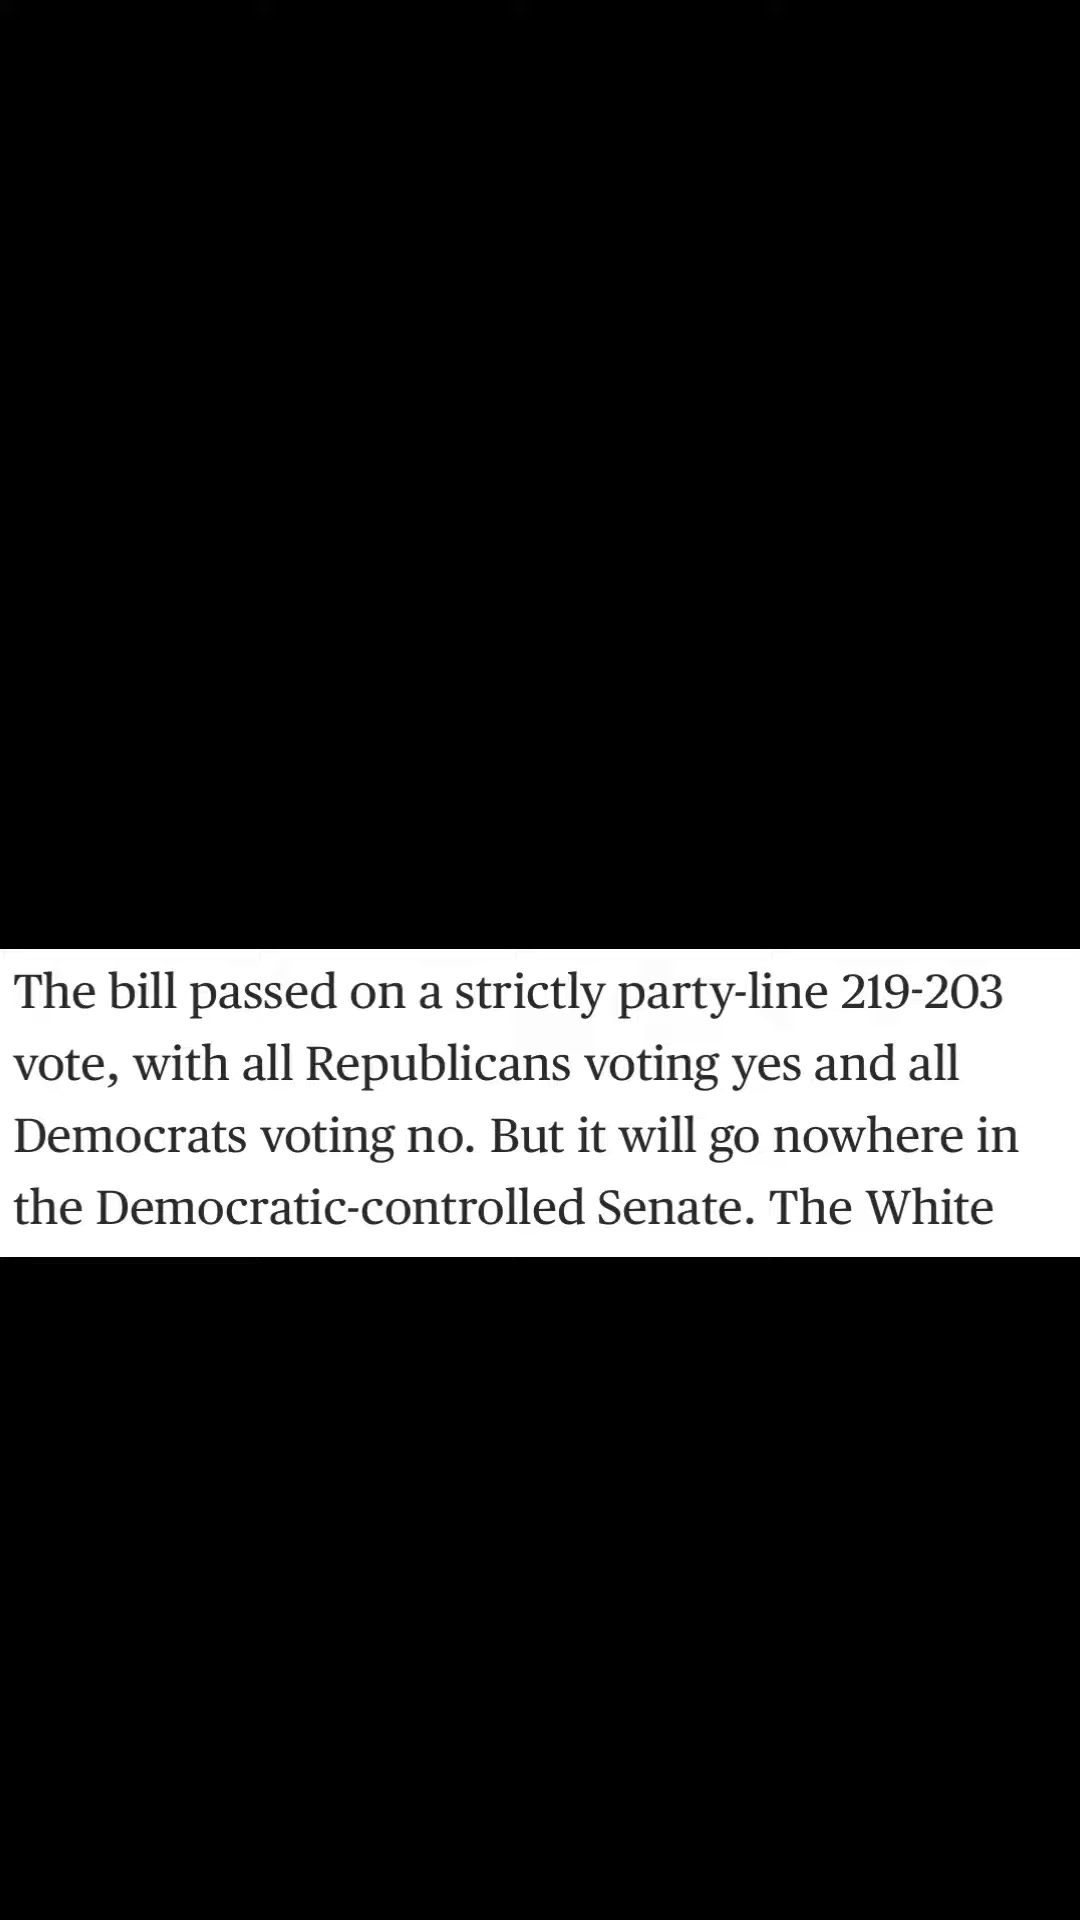 The bill passed on a strictly party-line 219-203
vote, with all Republicans voting yes and all
Democrats voting no. But it will go nowhere in
the Democratic-controlled Senate. The White